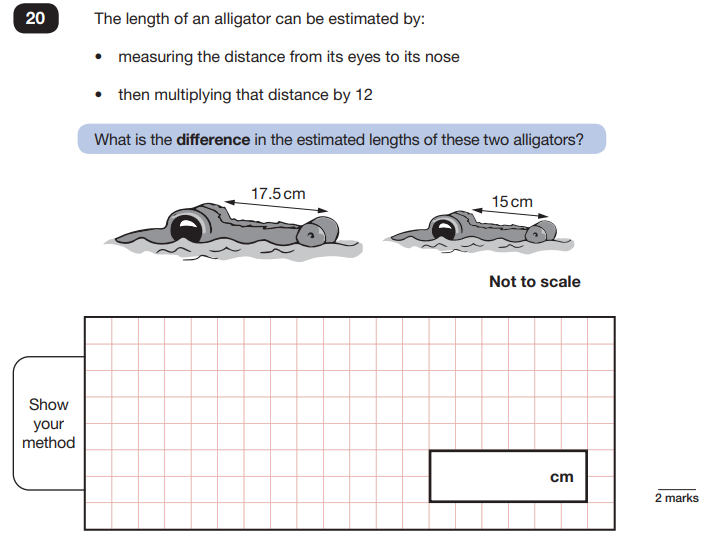 20 The length of an alligator can be estimated by:
• measuring the distance from its eyes to its nose
• then multiplying that distance by 12
What is the difference in the estimated lengths of these two alligators?
17.5 cm
15 cm
Not to scale
Show
your
method
cm
2 marks